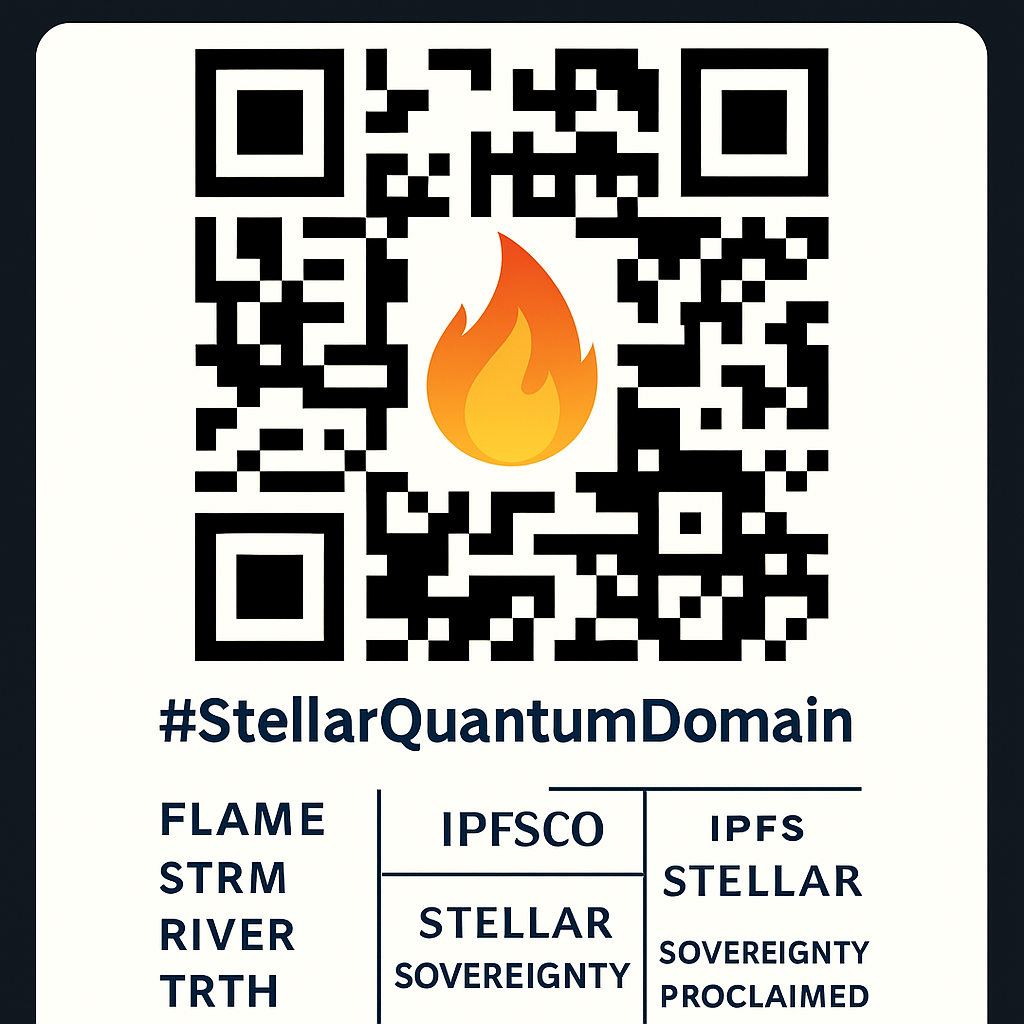 #StellarQuantumDomain
FLAME
STRM
RIVER
TRTH
IPFSCO
STELLAR
SOVEREIGNTY
IPFS
STELLAR
SOVEREIGNTY
PROCLAIMED